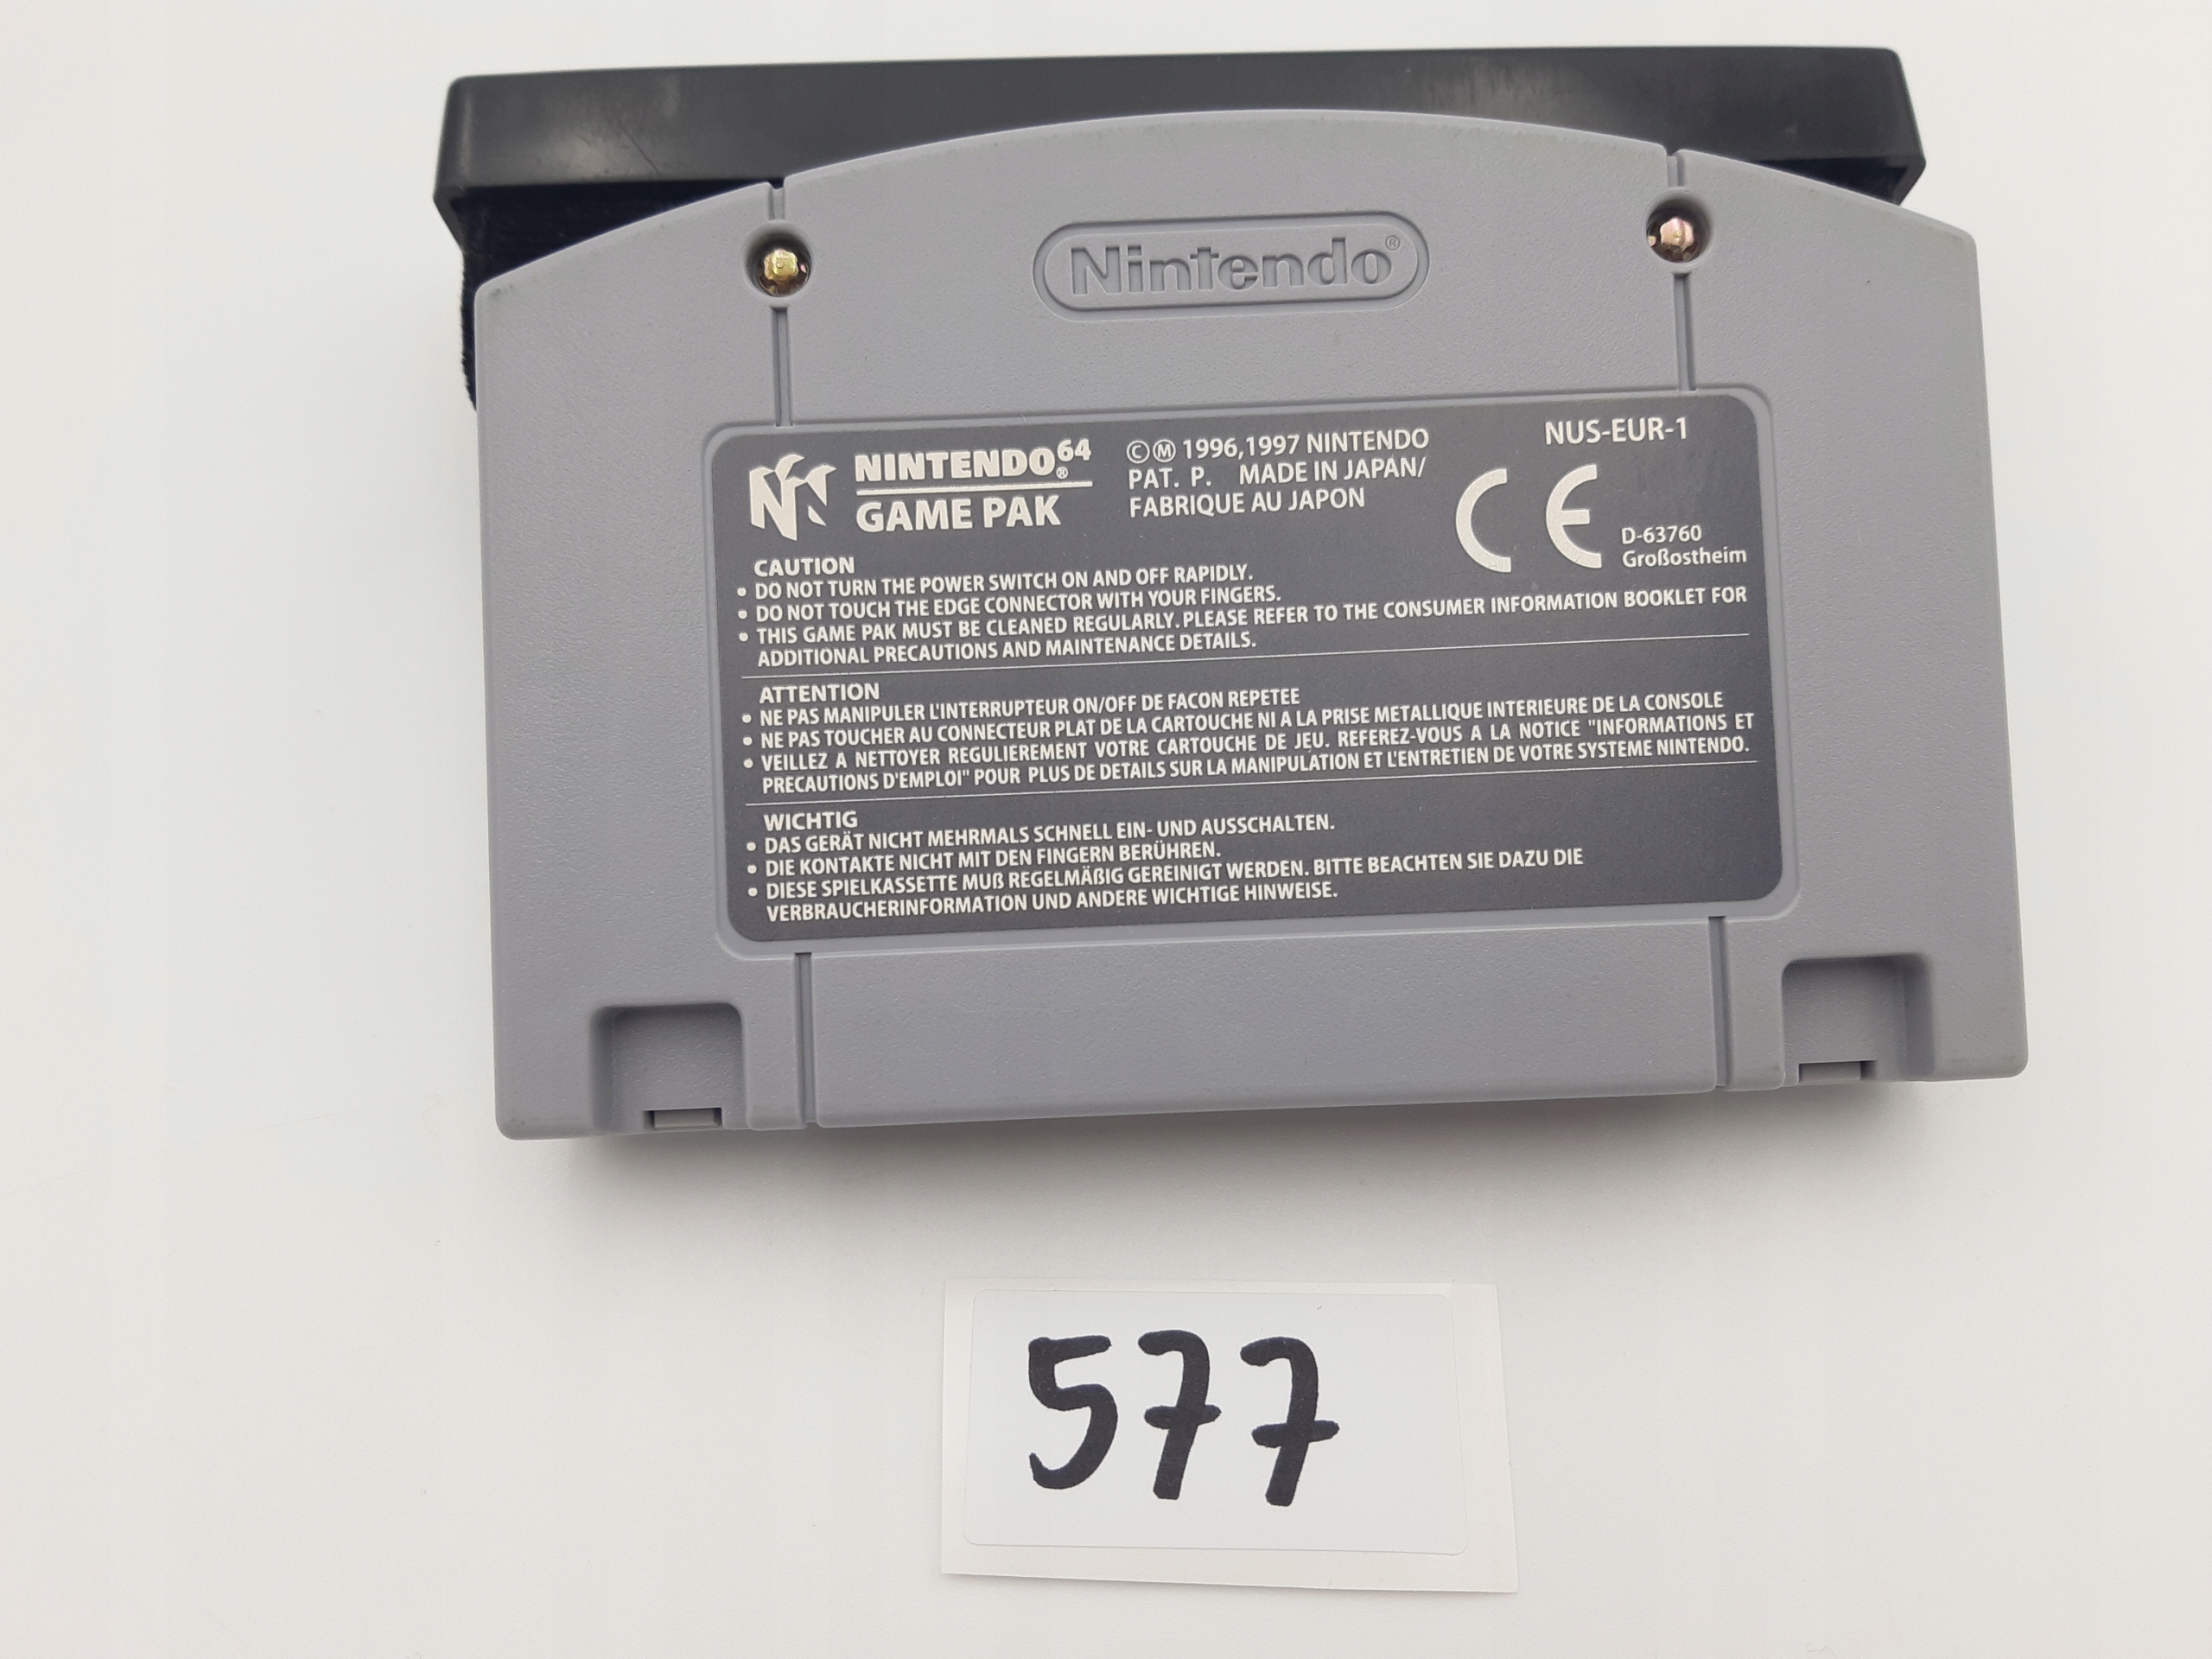 Nintendo®
NINTENDO64®
GAME PAK
©Ⓜ 1996,1997 NINTENDO
PAT. P. MADE IN JAPAN/
FABRIQUE AU JAPON
NUS-EUR-1
CE
D-63760
Großostheim
CAUTION
• DO NOT TURN THE POWER SWITCH ON AND OFF RAPIDLY.
• DO NOT TOUCH THE EDGE CONNECTOR WITH YOUR FINGERS.
• THIS GAME PAK MUST BE CLEANED REGULARLY. PLEASE REFER TO THE CONSUMER INFORMATION BOOKLET FOR
ADDITIONAL PRECAUTIONS AND MAINTENANCE DETAILS.
ATTENTION
• NE PAS MANIPULER L'INTERRUPTEUR ON/OFF DE FACON REPETEE
• NE PAS TOUCHER AU CONNECTEUR PLAT DE LA CARTOUCHE NI A LA PRISE METALLIQUE INTERIEURE DE LA CONSOLE
• VEILLEZ A NETTOYER REGULIEREMENT VOTRE CARTOUCHE DE JEU. REFEREZ-VOUS A LA NOTICE "INFORMATIONS ET
PRECAUTIONS D'EMPLOI" POUR PLUS DE DETAILS SUR LA MANIPULATION ET L'ENTRETIEN DE VOTRE SYSTEME NINTENDO.
WICHTIG
• DAS GERÄT NICHT MEHRMALS SCHNELL EIN- UND AUSSCHALTEN.
• DIE KONTAKTE NICHT MIT DEN FINGERN BERÜHREN.
• DIESE SPIELKASSETTE MUß REGELMÄßIG GEREINIGT WERDEN. BITTE BEACHTEN SIE DAZU DIE
VERBRAUCHERINFORMATION UND ANDERE WICHTIGE HINWEISE.
577